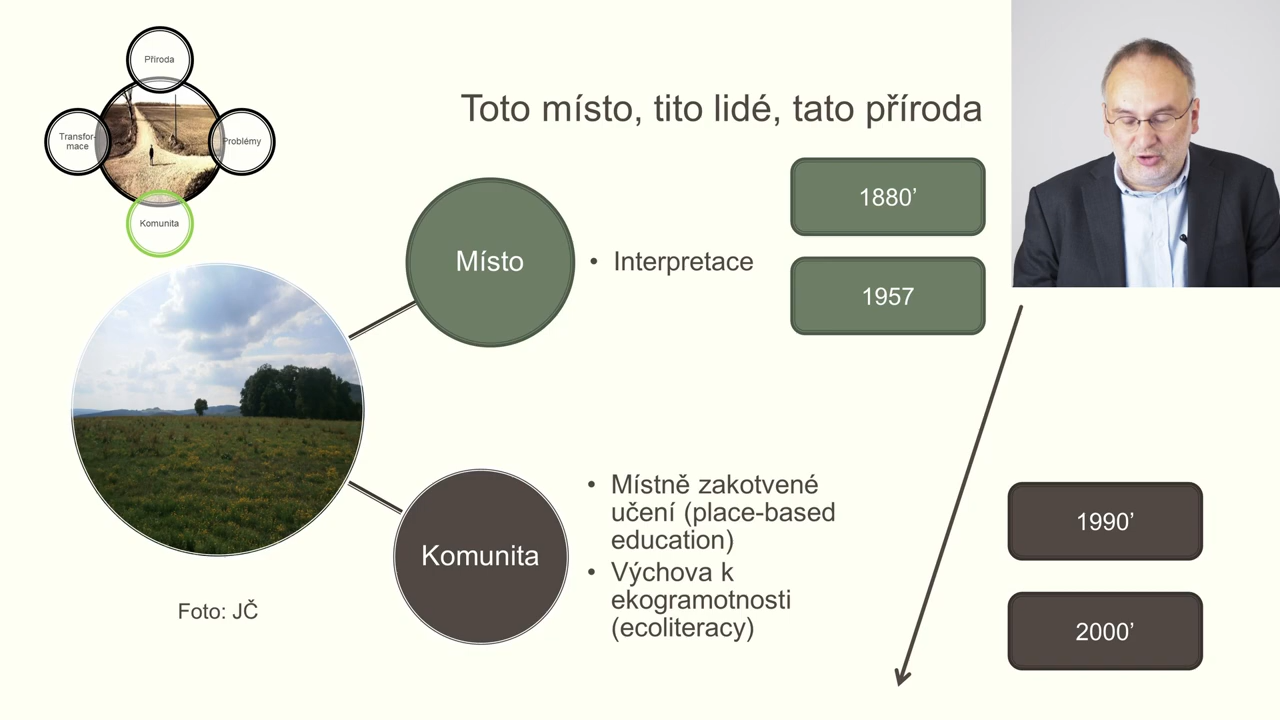 Příroda
Transfor-
mace
Problémy
Komunita
Toto místo, tito lidé, tato příroda
Místo
• Interpretace
1880’
1957
Komunita
• Místně zakotvené
učení (place-based
education)
• Výchova k
ekogramotnosti
(ecoliteracy)
1990’
2000’
Foto: JČ